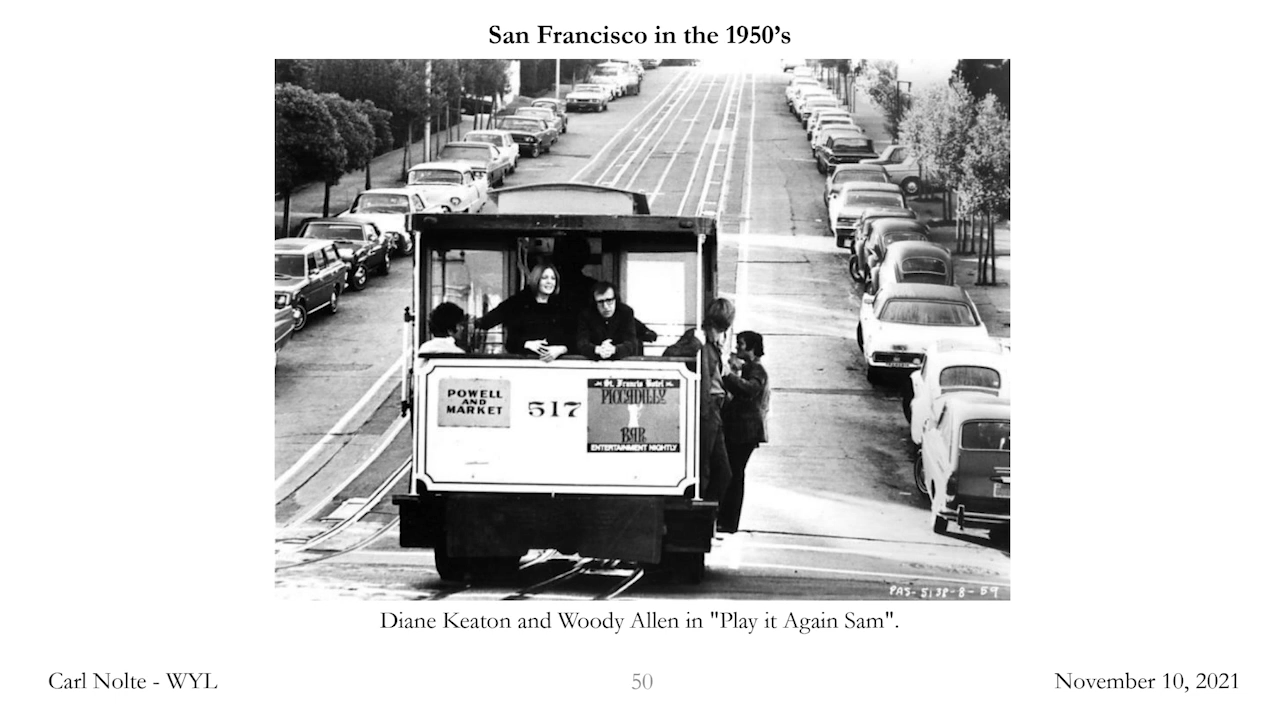 San Francisco in the 1950’s
POWELL
AND
MARKET
517
St. Francis Hotel
PICCADILLY
BAR
ENTERTAINMENT NIGHTLY
PAS-5138-8-59
Diane Keaton and Woody Allen in "Play it Again Sam".
Carl Nolte - WYL
50
November 10, 2021